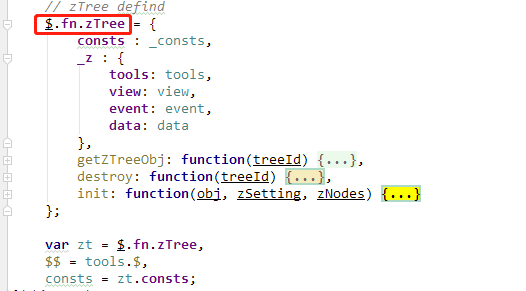 // zTree defind
$.fn.zTree = {
consts : _consts,
_z : {
tools: tools,
view: view,
event: event,
data: data
},
getZTreeObj: function(treeId) {...},
destroy: function(treeId) {...},
init: function(obj, zSetting, zNodes) {...}
};
var zt = $.fn.zTree,
$$ = tools.$,
consts = zt.consts;